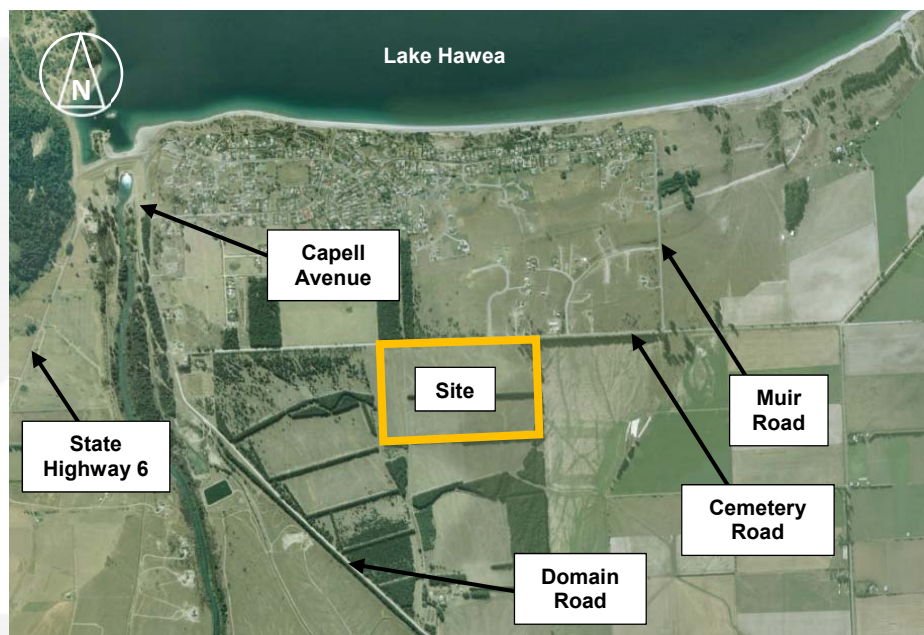 Lake Hawea
N
Capell
Avenue
Site
State
Highway 6
Muir
Road
Cemetery
Road
Domain
Road